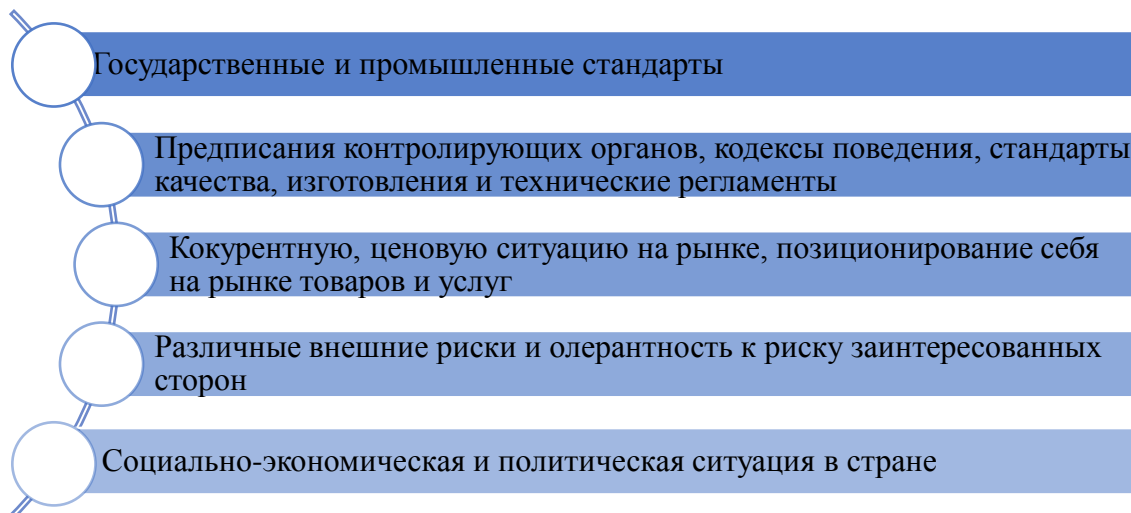 Государственные и промышленные стандарты
Предписания контролирующих органов, кодексы поведения, стандарты
качества, изготовления и технические регламенты
Кокурентную, ценовую ситуацию на рынке, позиционирование себя
на рынке товаров и услуг
Различные внешние риски и олерантность к риску заинтересованных
сторон
Социально-экономическая и политическая ситуация в стране